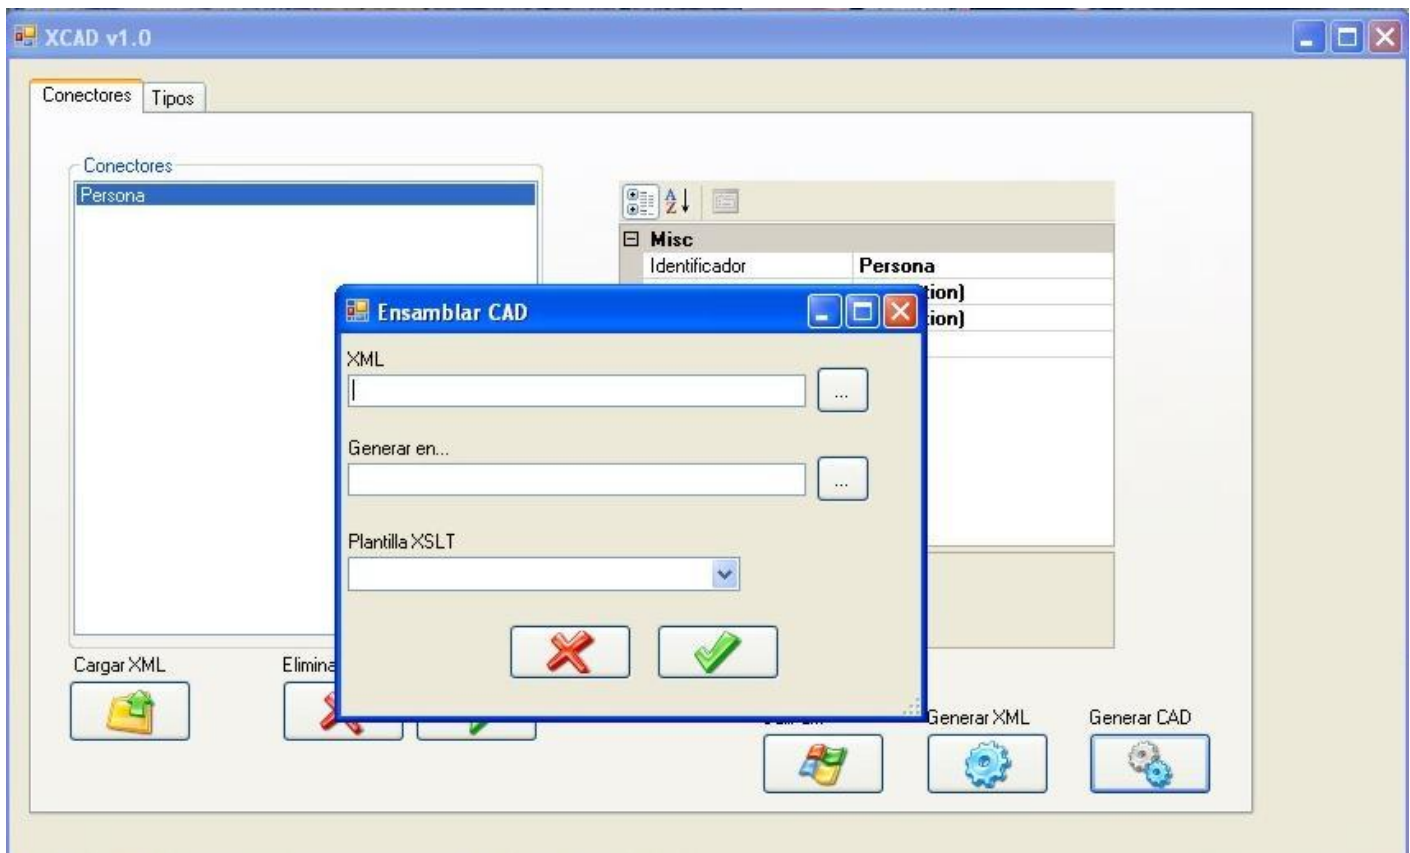 XCAD v1.0
Conectores
Tipos
Conectores
Persona
Misc
Identificador Persona
tion)
tion)
Ensamblar CAD
XML
...
Generar en...
...
Plantilla XSLT
Cargar XML
Elimina
Generar XML
Generar CAD